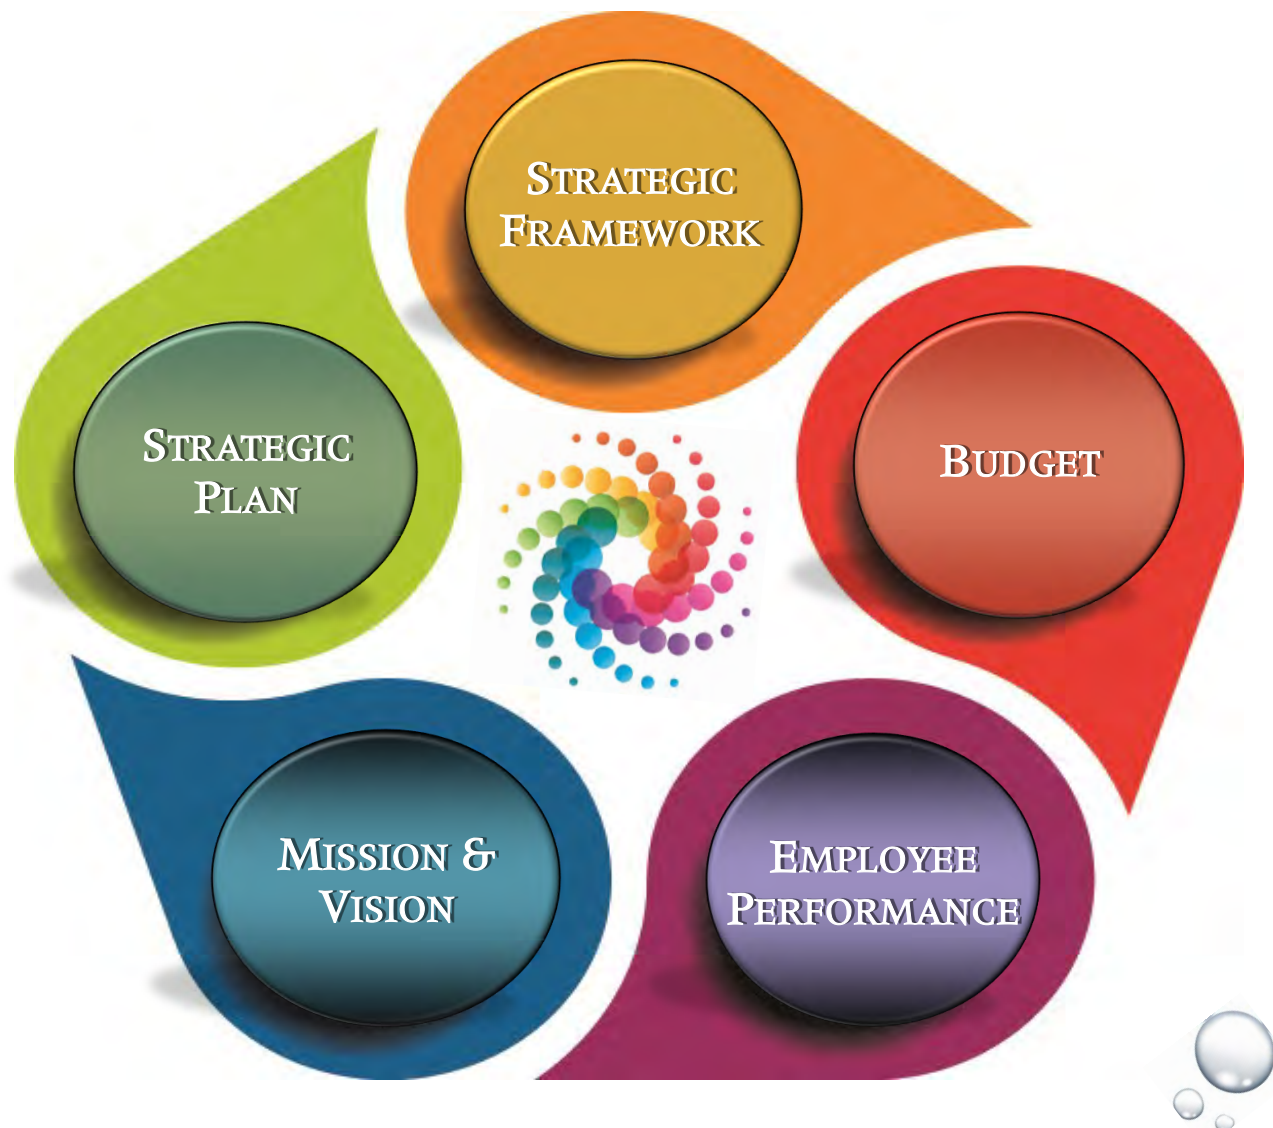 STRATEGIC
FRAMEWORK
STRATEGIC
PLAN
BUDGET
MISSION &
VISION
EMPLOYEE
PERFORMANCE